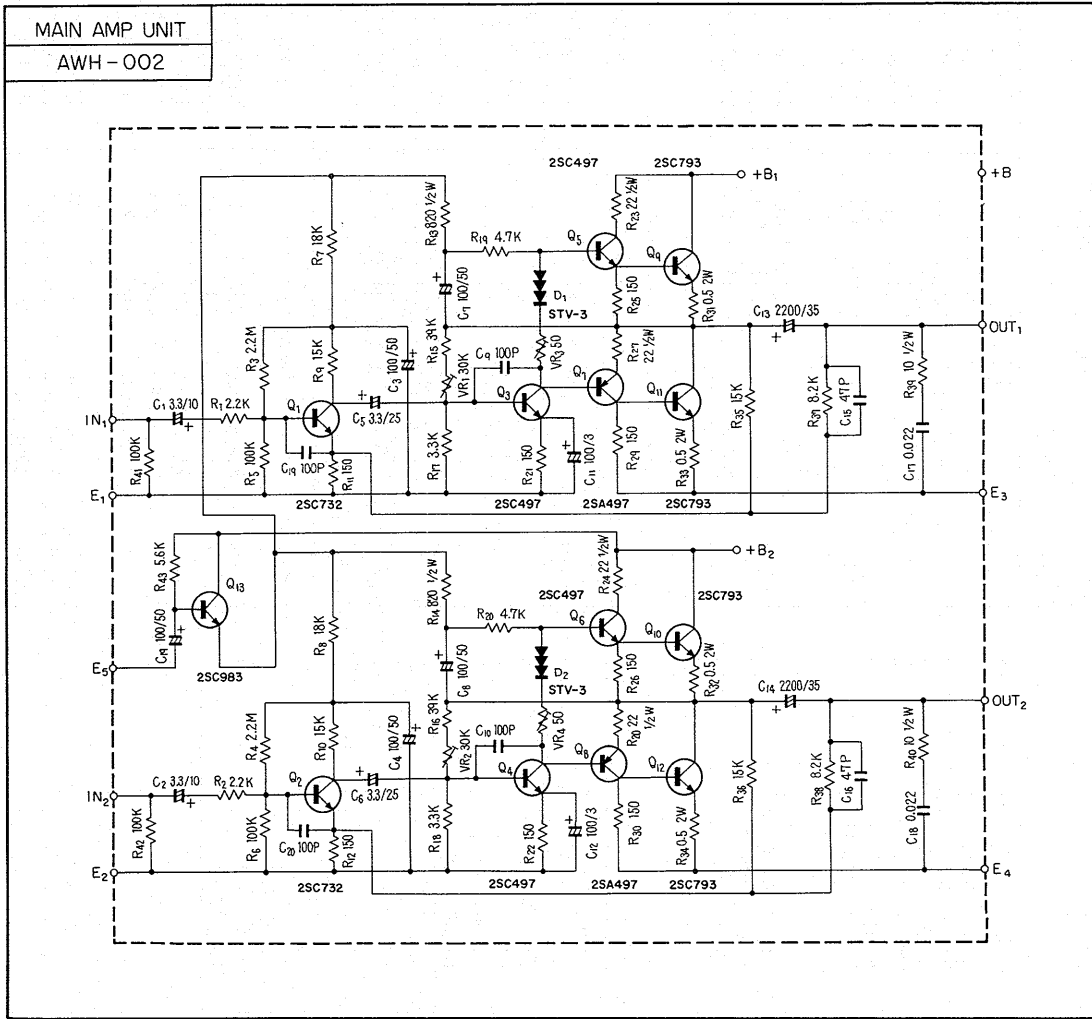 MAIN AMP UNIT
AWH-002
2SC497
2SC793
+B1
+B
R7 18K
R13 820 1/2W
R19 4.7K
Q5
R23 22 1/2W
Q9
C7 100/50
D1
STV-3
R25 150
R31 0.5 2W
C13 2200/35
+
OUT1
R3 2.2M
R9 15K
C3 100/50
R15 39K
VR1 30K
C9 100P
VR3 50
R27
22 1/2W
Q7
Q11
R35 15K
R37 8.2K
C15 47P
R39 10 1/2W
C17 0.022
IN1
C1 3.3/10
+
R1 2.2K
Q1
+
C5 3.3/25
Q3
R41 100K
R5 100K
C19 100P
R11 150
R17 3.3K
R21 150
C11 100/3
R29 150
R33 0.5 2W
E1
E3
2SC732
2SC497
2SA497
2SC793
+B2
R43 5.6K
Q13
C19 100/50
E5
2SC983
R8 18K
R14 820 1/2W
R20 4.7K
2SC497
Q6
R24 22 1/2W
2SC793
Q10
C8 100/50
D2
STV-3
R26 150
R32 0.5 2W
C14 2200/35
+
OUT2
R4 2.2M
R10 15K
C4 100/50
R16 39K
VR2 30K
C10 100P
VR4 50
R20 22
1/2W
Q8
Q12
R36 15K
R38 8.2K
C16 47P
R40 10 1/2W
C18 0.022
IN2
C2 3.3/10
+
R2 2.2K
Q2
+
C6 3.3/25
Q4
R42 100K
R6 100K
C20 100P
R12 150
R18 3.3K
R22 150
C12 100/3
R30 150
R34 0.5 2W
E2
E4
2SC732
2SC497
2SA497
2SC793